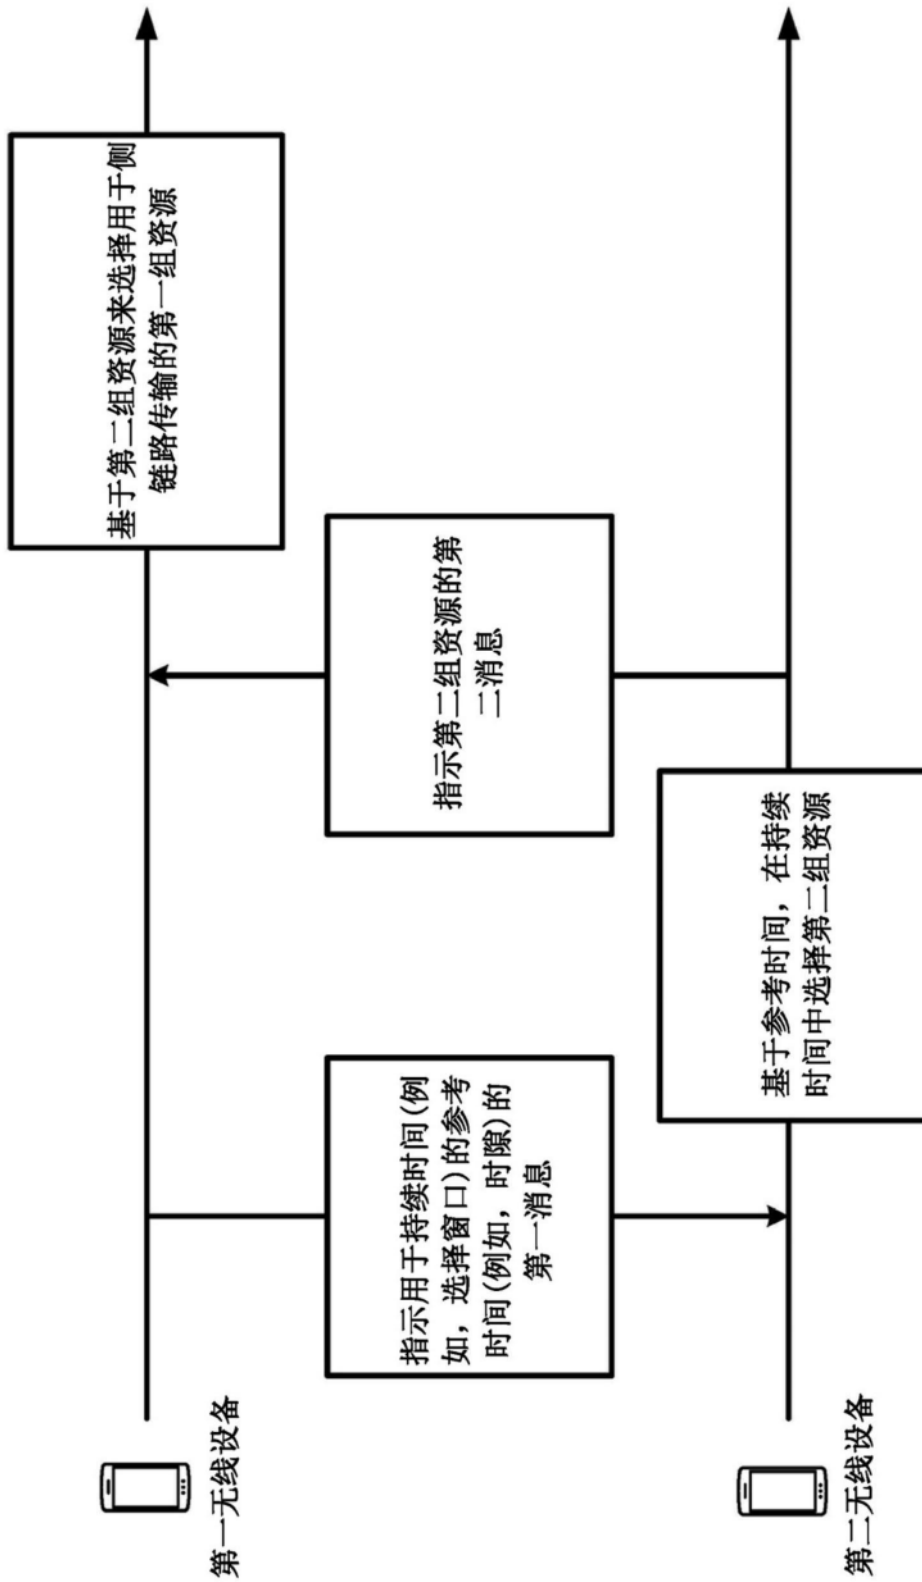 第一无线设备
指示用于持续时间(例
如，选择窗口)的参考
时间(例如，时隙)的
第一消息
第二无线设备
基于参考时间，在持续
时间中选择第二组资源
指示第二组资源的第
二消息
基于第二组资源来选择用于侧
链路传输的第一组资源